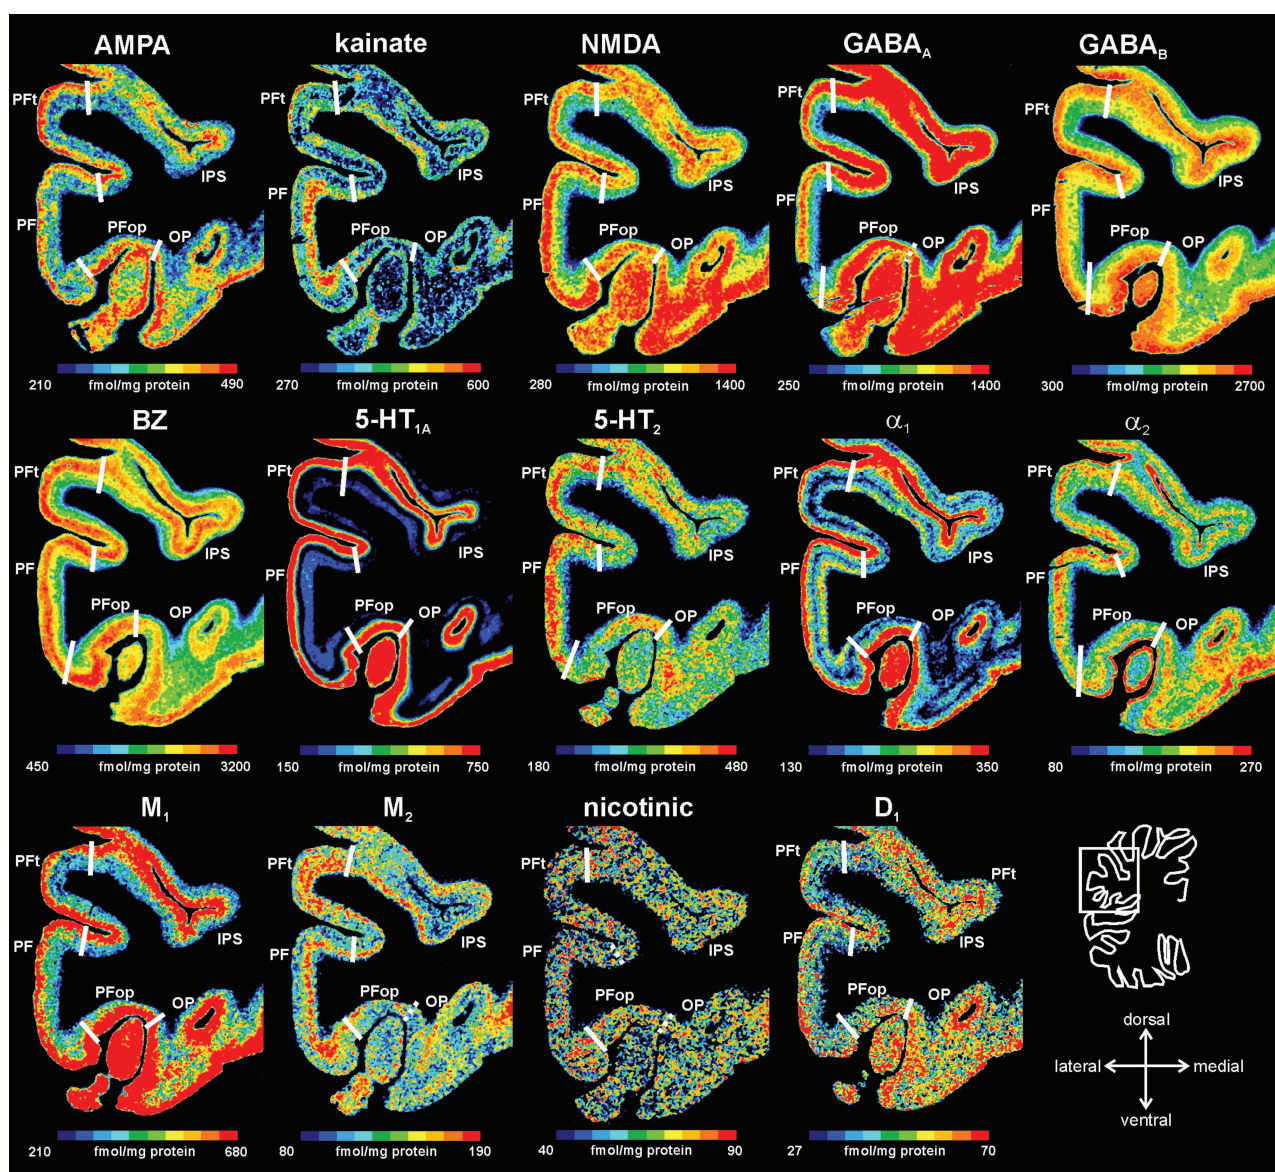 AMPA kainate NMDA GABAA GABAB
PFt PFt PFt PFt PFt
IPS IPS IPS IPS IPS
PF PF PF PF PF
PFop OP PFop OP PFop OP PFop OP PFop OP
210 fmol/mg protein 490 270 fmol/mg protein 600 280 fmol/mg protein 1400 250 fmol/mg protein 1400 300 fmol/mg protein 2700
BZ 5-HT1A 5-HT2 α1 α2
PFt PFt PFt PFt PFt
IPS IPS IPS IPS IPS
PF PF PF PF PF
PFop OP PFop OP PFop OP PFop OP PFop OP
450 fmol/mg protein 3200 150 fmol/mg protein 750 180 fmol/mg protein 480 130 fmol/mg protein 350 80 fmol/mg protein 270
M1 M2 nicotinic D1
PFt PFt PFt PFt PFt
IPS IPS IPS IPS
PF PF PF PF
PFop OP PFop OP PFop OP PFop OP
dorsal
lateral medial
ventral
210 fmol/mg protein 680 80 fmol/mg protein 190 40 fmol/mg protein 90 27 fmol/mg protein 70